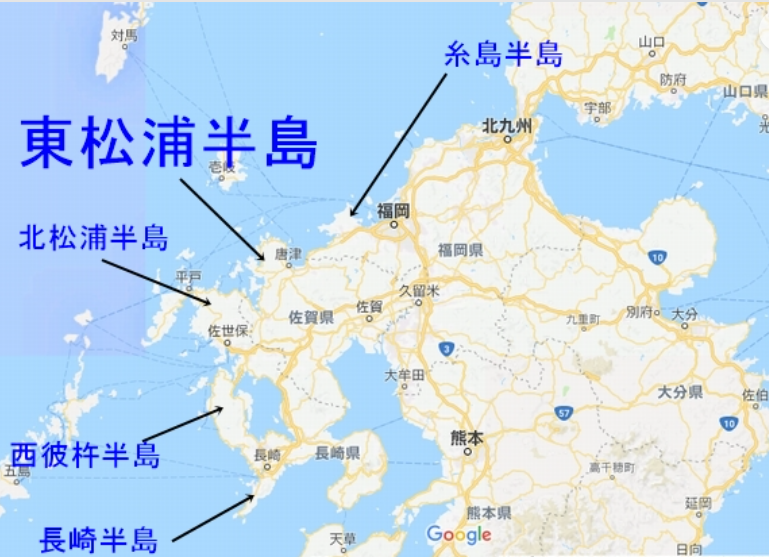 対馬
糸島半島
山口
防府
山口県
宇部
光
北九州
東松浦半島
壱岐
福岡
北松浦半島
唐津
福岡県
10
平戸
久留米
佐賀県
佐賀
九重町
別府
大分
佐世保
3
大牟田
大分県
佐伯
57
10
西彼杵半島
長崎
長崎県
熊本
五島
高千穂町
延岡
長崎半島
天草
Google
熊本県
日向